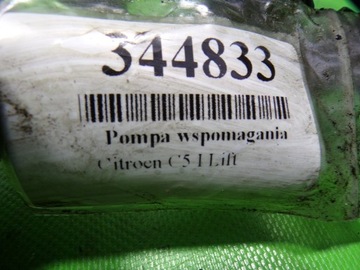 344833
Pompa wspomagania
Citroen C5 I Lift